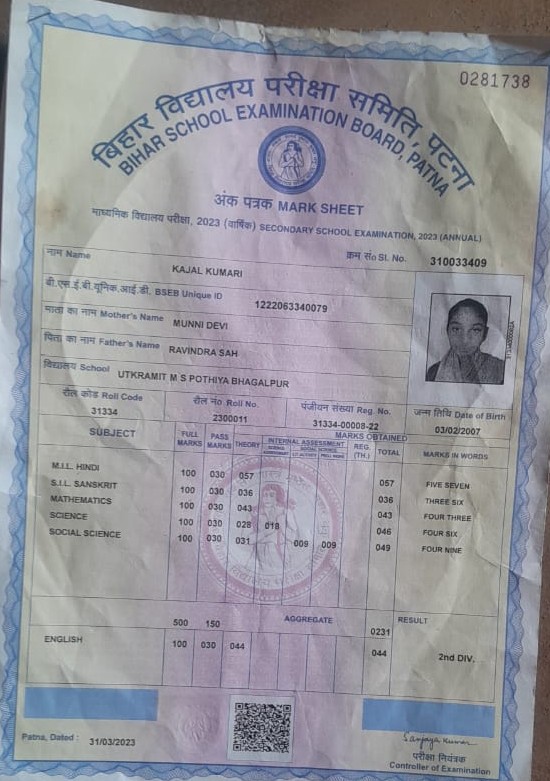 0281738
बिहार विद्यालय परीक्षा समिति, पटना
BIHAR SCHOOL EXAMINATION BOARD, PATNA
अंक पत्रक MARK SHEET
माध्यमिक विद्यालय परीक्षा, 2023 (वार्षिक) SECONDARY SCHOOL EXAMINATION, 2023 (ANNUAL)
क्रम सं० Sl. No. 310033409
नाम Name KAJAL KUMARI
बी.एस.ई.बी.यूनिक.आई.डी. BSEB Unique ID 1222063340079
माता का नाम Mother's Name MUNNI DEVI
पिता का नाम Father's Name RAVINDRA SAH
विद्यालय School UTKRAMIT M S POTHIYA BHAGALPUR
रौल कोड Roll Code रौल न० Roll No. पंजीयन संख्या Reg. No. जन्म तिथि Date of Birth
31334 2300011 31334-00008-22 03/02/2007
SUBJECT FULL MARKS PASS MARKS THEORY INTERNAL ASSESSMENT REG. (TH.) MARKS OBTAINED TOTAL MARKS IN WORDS
M.I.L. HINDI 100 030 057 057 FIVE SEVEN
S.I.L. SANSKRIT 100 030 036 036 THREE SIX
MATHEMATICS 100 030 043 043 FOUR THREE
SCIENCE 100 030 028 018 046 FOUR SIX
SOCIAL SCIENCE 100 030 031 009 009 049 FOUR NINE
500 150 AGGREGATE 0231 RESULT
ENGLISH 100 030 044 044 2nd DIV.
Patna, Dated : 31/03/2023
Sanjaya Kumar
परीक्षा नियंत्रक
Controller of Examination